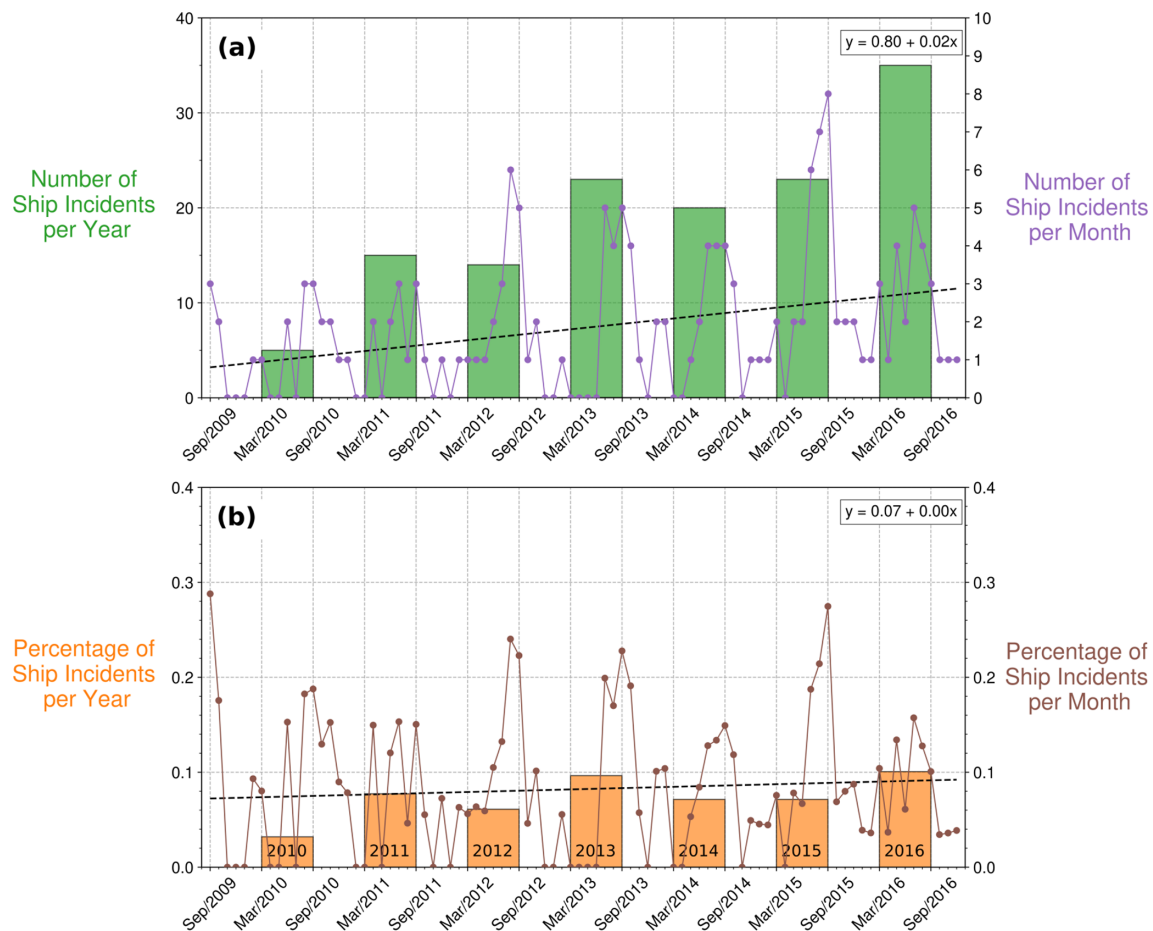 (a)
y = 0.80 + 0.02x
Number of
Ship Incidents
per Year
40
30
20
10
0
10
9
8
7
6
5
4
3
2
1
0
Number of
Ship Incidents
per Month
Sep/2009
Mar/2010
Sep/2010
Mar/2011
Sep/2011
Mar/2012
Sep/2012
Mar/2013
Sep/2013
Mar/2014
Sep/2014
Mar/2015
Sep/2015
Mar/2016
Sep/2016
(b)
y = 0.07 + 0.00x
Percentage of
Ship Incidents
per Year
0.4
0.3
0.2
0.1
0.0
0.4
0.3
0.2
0.1
0.0
Percentage of
Ship Incidents
per Month
2010
2011
2012
2013
2014
2015
2016
Sep/2009
Mar/2010
Sep/2010
Mar/2011
Sep/2011
Mar/2012
Sep/2012
Mar/2013
Sep/2013
Mar/2014
Sep/2014
Mar/2015
Sep/2015
Mar/2016
Sep/2016